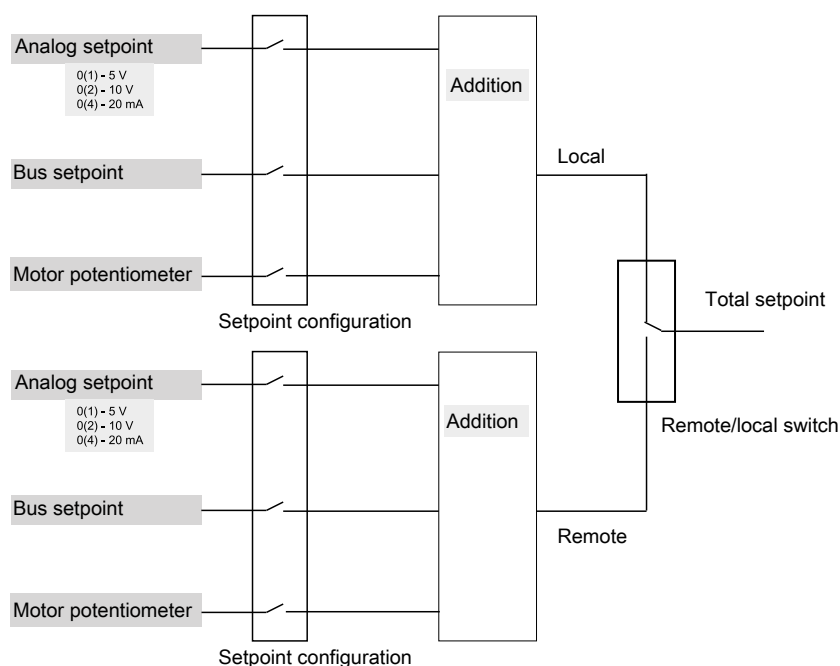 Analog setpoint
0(1) - 5 V
0(2) - 10 V
0(4) - 20 mA
Addition
Bus setpoint
Local
Motor potentiometer
Total setpoint
Setpoint configuration
Analog setpoint
0(1) - 5 V
0(2) - 10 V
0(4) - 20 mA
Addition
Remote/local switch
Bus setpoint
Remote
Motor potentiometer
Setpoint configuration